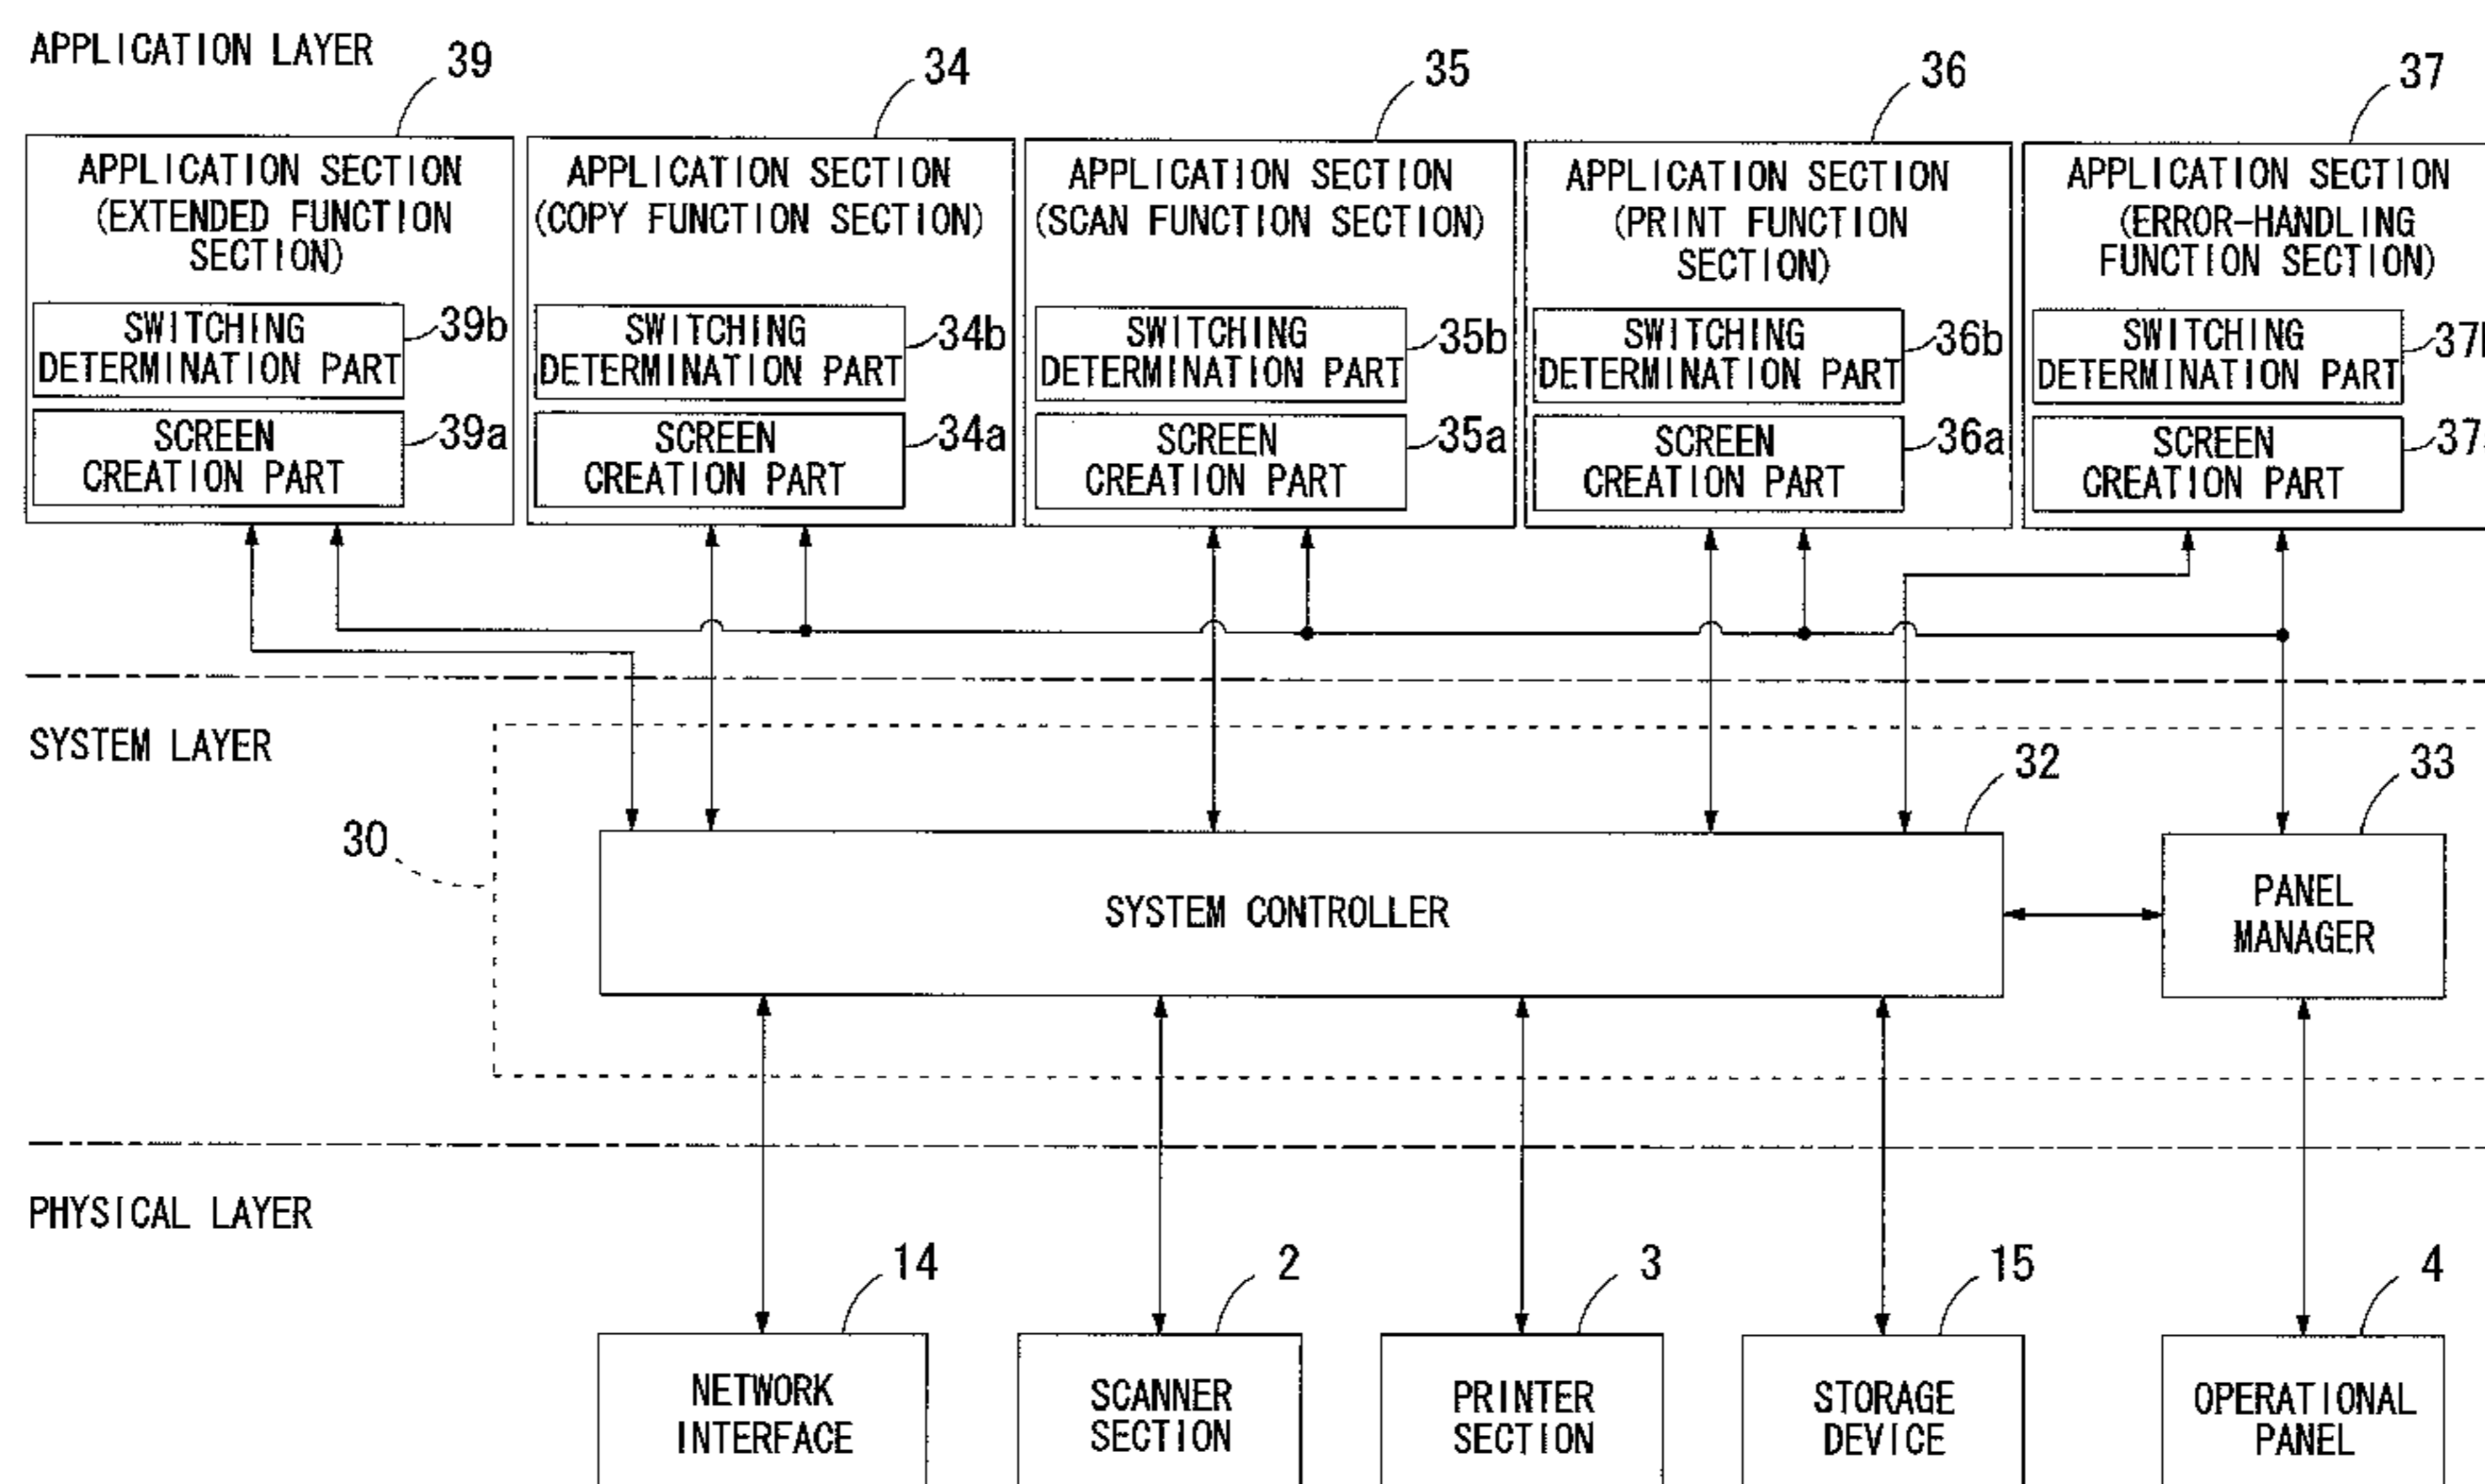 APPLICATION LAYER
39
34
35
36
37
APPLICATION SECTION
(EXTENDED FUNCTION
SECTION)
SWITCHING
DETERMINATION PART
39b
SCREEN
CREATION PART
39a
APPLICATION SECTION
(COPY FUNCTION SECTION)
SWITCHING
DETERMINATION PART
34b
SCREEN
CREATION PART
34a
APPLICATION SECTION
(SCAN FUNCTION SECTION)
SWITCHING
DETERMINATION PART
35b
SCREEN
CREATION PART
35a
APPLICATION SECTION
(PRINT FUNCTION
SECTION)
SWITCHING
DETERMINATION PART
36b
SCREEN
CREATION PART
36a
APPLICATION SECTION
(ERROR-HANDLING
FUNCTION SECTION)
SWITCHING
DETERMINATION PART
SCREEN
CREATION PART
SYSTEM LAYER
30
32
33
SYSTEM CONTROLLER
PANEL
MANAGER
PHYSICAL LAYER
14
2
3
15
4
NETWORK
INTERFACE
SCANNER
SECTION
PRINTER
SECTION
STORAGE
DEVICE
OPERATIONAL
PANEL